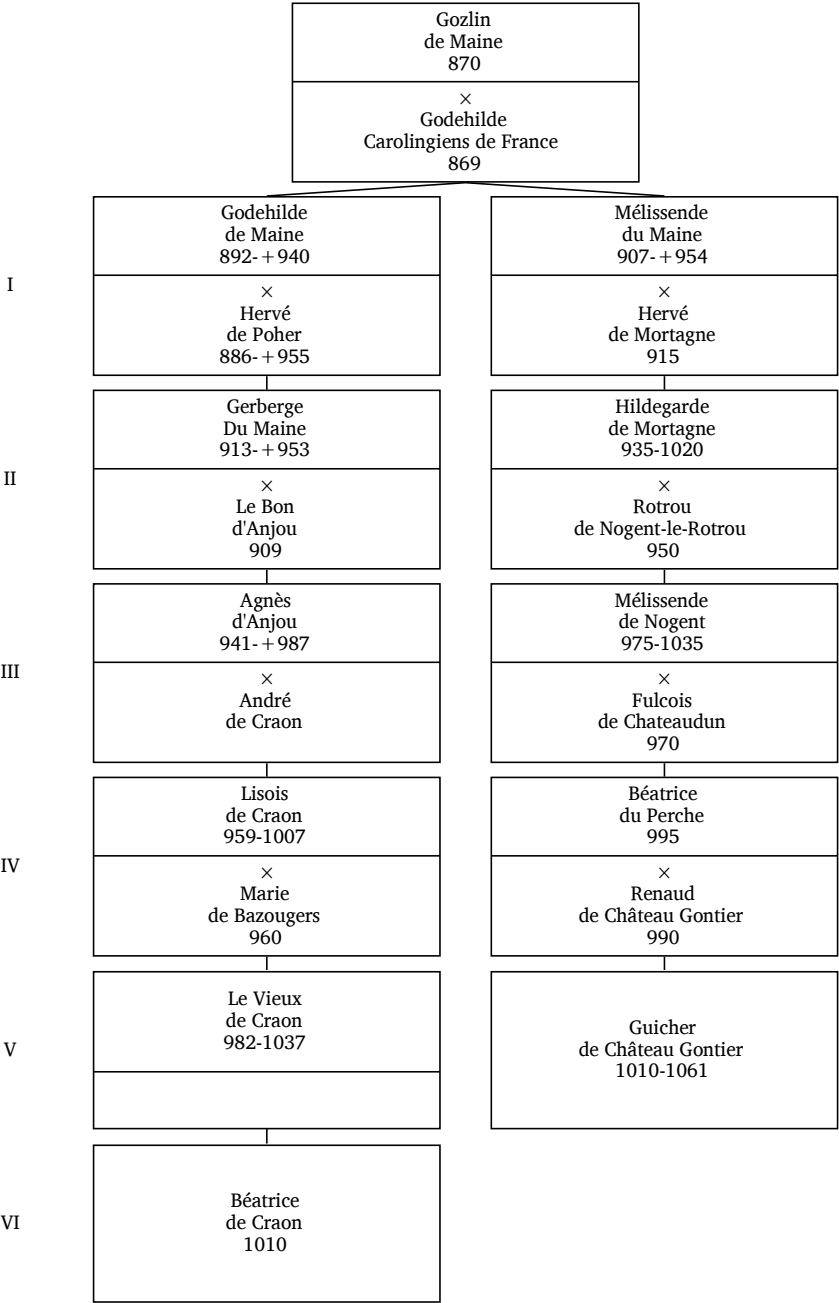 Gozlin
de Maine
870
×
Godehilde
Carolingiens de France
869
I
Godehilde
de Maine
892-+940
×
Hervé
de Poher
886-+955
Mélissende
du Maine
907-+954
×
Hervé
de Mortagne
915
II
Gerberge
Du Maine
913-+953
×
Le Bon
d'Anjou
909
Hildegarde
de Mortagne
935-1020
×
Rotrou
de Nogent-le-Rotrou
950
III
Agnès
d'Anjou
941-+987
×
André
de Craon
Mélissende
de Nogent
975-1035
×
Fulcois
de Chateaudun
970
IV
Lisois
de Craon
959-1007
×
Marie
de Bazougers
960
Béatrice
du Perche
995
×
Renaud
de Château Gontier
990
V
Le Vieux
de Craon
982-1037
Guicher
de Château Gontier
1010-1061
VI
Béatrice
de Craon
1010